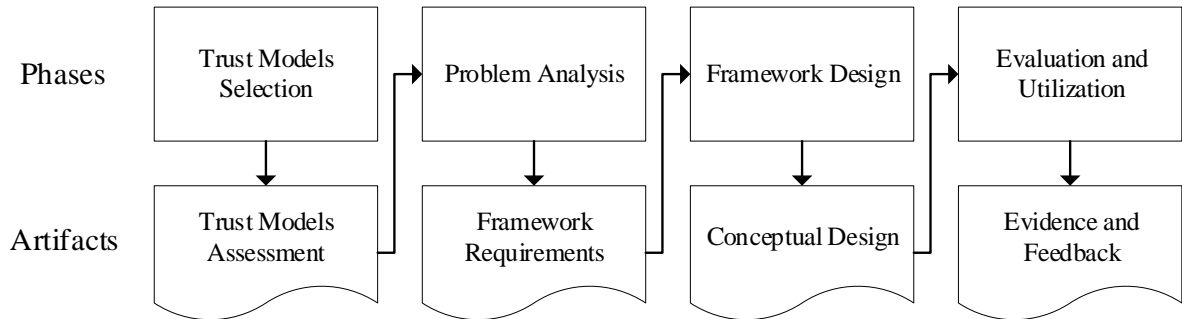 Phases
Trust Models
Selection
Problem Analysis
Framework Design
Evaluation and
Utilization
Artifacts
Trust Models
Assessment
Framework
Requirements
Conceptual Design
Evidence and
Feedback